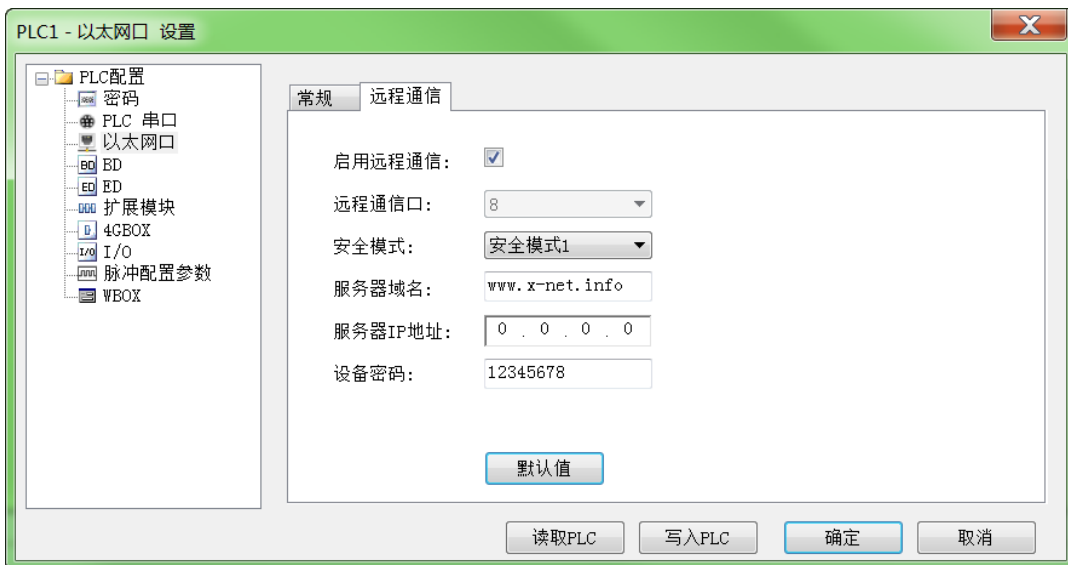 PLC1 - 以太网口 设置
PLC配置
密码
PLC 串口
以太网口
BD BD
ED ED
扩展模块
4GBOX
I/O I/O
脉冲配置参数
WBOX
常规
远程通信
启用远程通信:
远程通信口: 8
安全模式: 安全模式1
服务器域名: www.x-net.info
服务器IP地址: 0 . 0 . 0 . 0
设备密码: 12345678
默认值
读取PLC 写入PLC 确定 取消